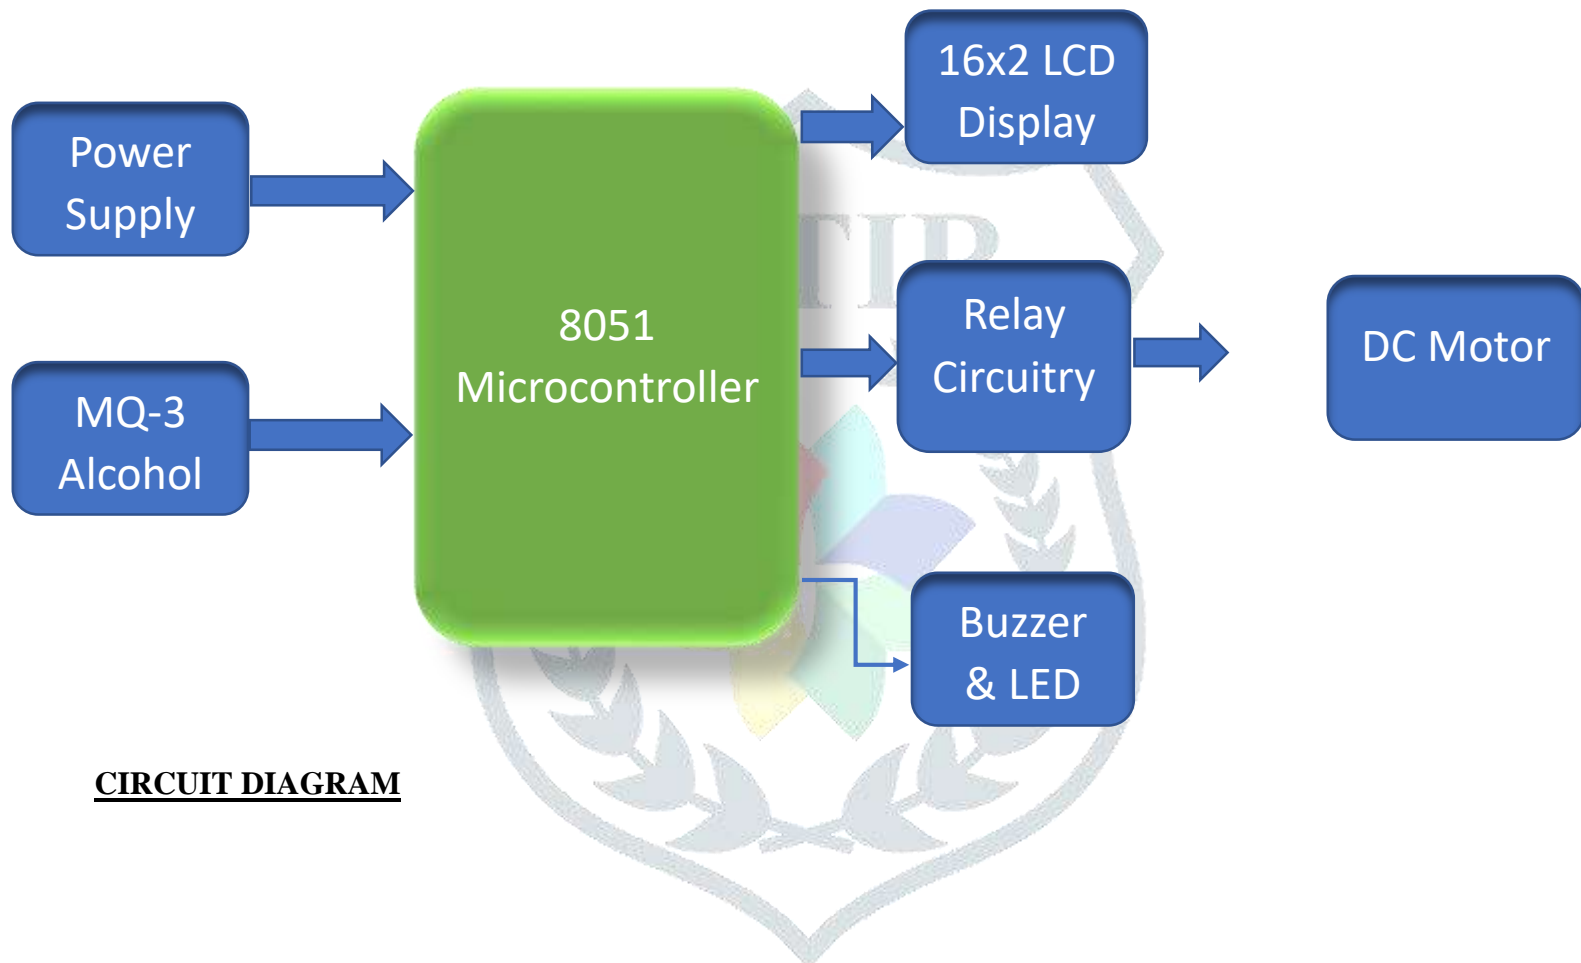 16x2 LCD
Display
Power
Supply
8051
Microcontroller
Relay
Circuitry
DC Motor
MQ-3
Alcohol
Buzzer
& LED
CIRCUIT DIAGRAM